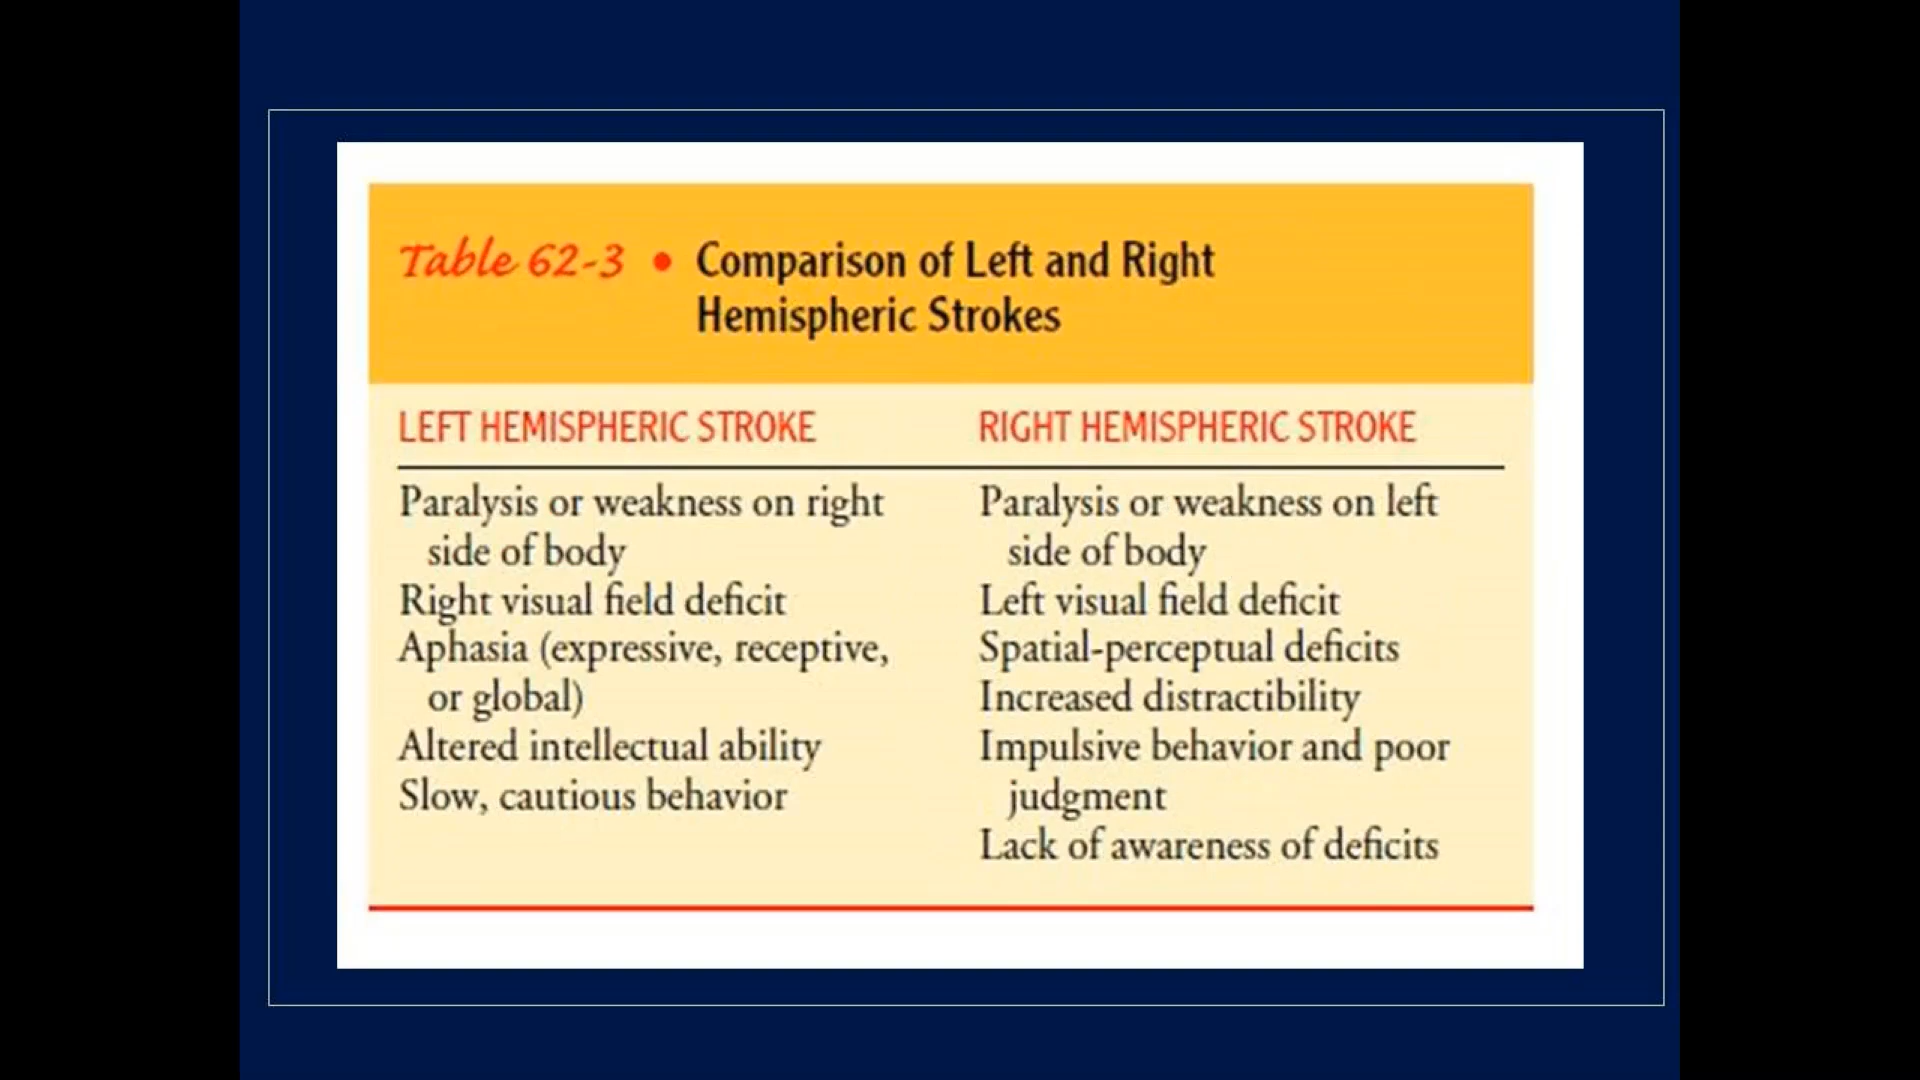 Table 62-3 • Comparison of Left and Right
Hemispheric Strokes
LEFT HEMISPHERIC STROKE
Paralysis or weakness on right
side of body
Right visual field deficit
Aphasia (expressive, receptive,
or global)
Altered intellectual ability
Slow, cautious behavior
RIGHT HEMISPHERIC STROKE
Paralysis or weakness on left
side of body
Left visual field deficit
Spatial-perceptual deficits
Increased distractibility
Impulsive behavior and poor
judgment
Lack of awareness of deficits